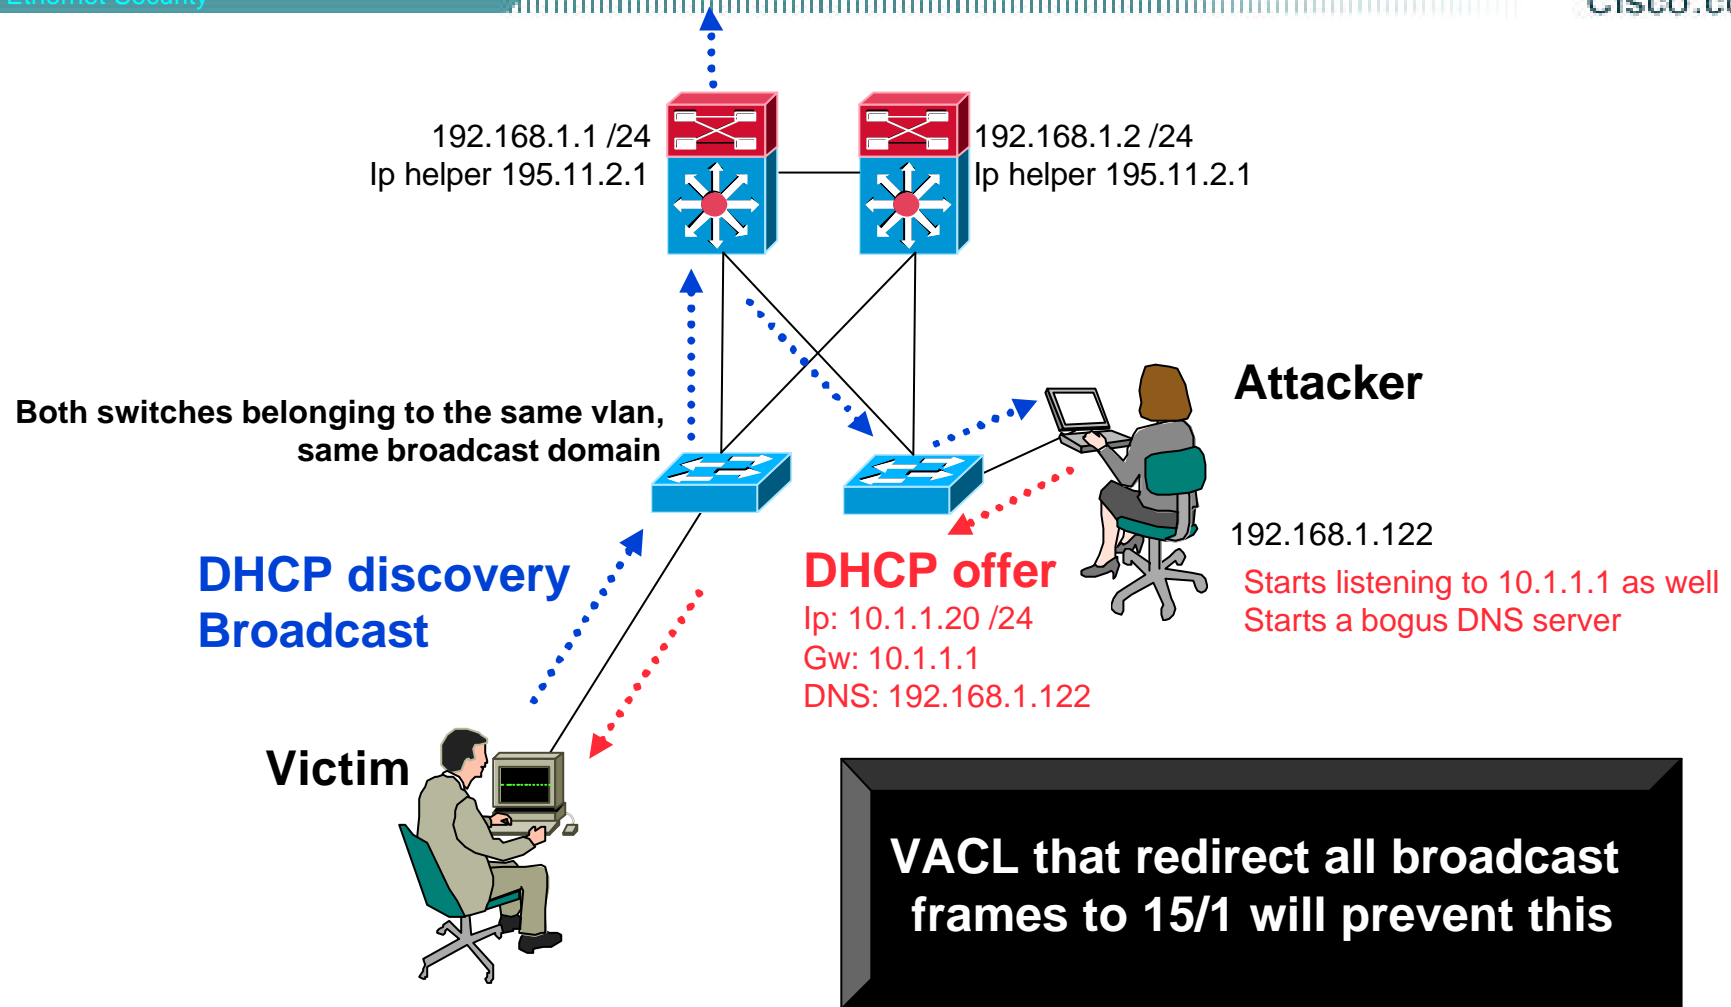 Ethernet Security
192.168.1.1 /24
Ip helper 195.11.2.1
192.168.1.2 /24
Ip helper 195.11.2.1
Attacker
Both switches belonging to the same vlan,
same broadcast domain
192.168.1.122
Starts listening to 10.1.1.1 as well
Starts a bogus DNS server
DHCP discovery
Broadcast
DHCP offer
Ip: 10.1.1.20 /24
Gw: 10.1.1.1
DNS: 192.168.1.122
Victim
VACL that redirect all broadcast
frames to 15/1 will prevent this